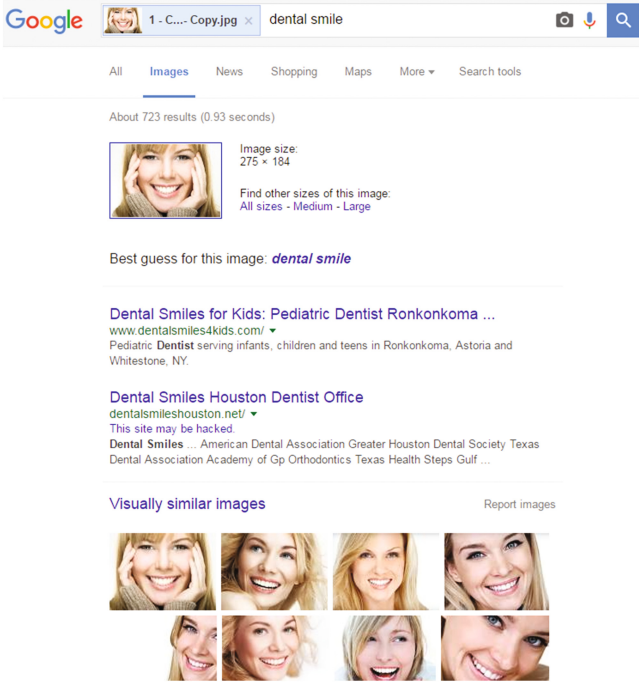 Google
1 - C...- Copy.jpg × dental smile
All Images News Shopping Maps More Search tools
About 723 results (0.93 seconds)
Image size:
275 × 184
Find other sizes of this image:
All sizes - Medium - Large
Best guess for this image: dental smile
Dental Smiles for Kids: Pediatric Dentist Ronkonkoma ...
www.dentalsmiles4kids.com/
Pediatric Dentist serving infants, children and teens in Ronkonkoma, Astoria and
Whitestone, NY.
Dental Smiles Houston Dentist Office
dentalsmileshouston.net/
This site may be hacked.
Dental Smiles ... American Dental Association Greater Houston Dental Society Texas
Dental Association Academy of Gp Orthodontics Texas Health Steps Gulf ...
Visually similar images
Report images